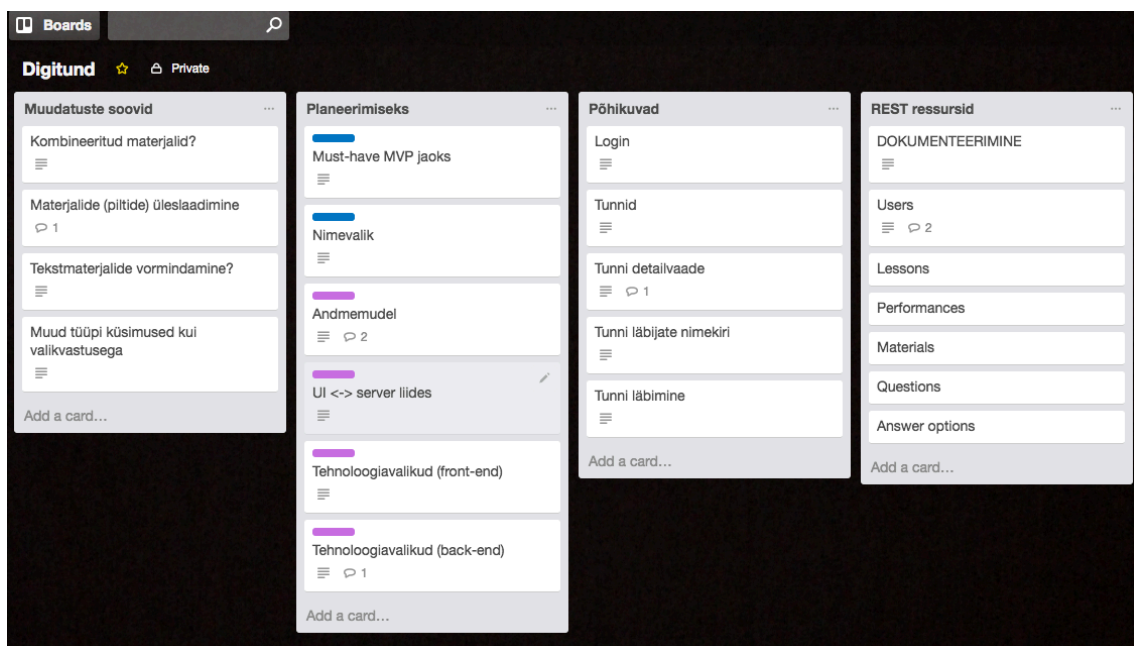 Boards
Digitund
Private
Muudatuste soovid
Kombineeritud materjalid?
Materjalide (piltide) üleslaadimine
1
Tekstmaterjalide vormindamine?
Muud tüüpi küsimused kui
valikvastusega
Add a card...
Planeerimiseks
Must-have MVP jaoks
Nimevalik
Andmemudel
2
UI <-> server liides
Tehnoloogiavalikud (front-end)
Tehnoloogiavalikud (back-end)
1
Add a card...
Põhikuvad
Login
Tunnid
Tunni detailvaade
1
Tunni läbijate nimekiri
Tunni läbimine
Add a card...
REST ressursid
DOKUMENTEERIMINE
Users
2
Lessons
Performances
Materials
Questions
Answer options
Add a card...